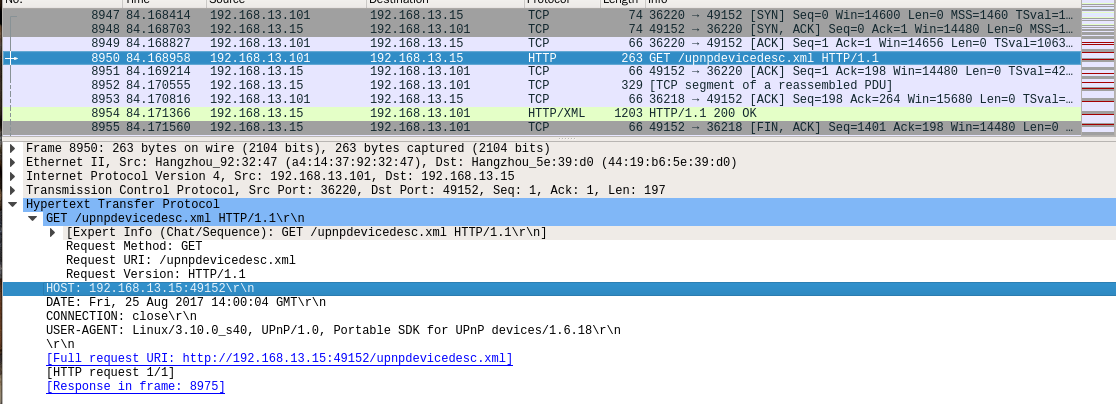 No. Time Source Destination Protocol Length Info
8947 84.168414 192.168.13.101 192.168.13.15 TCP 74 36220 → 49152 [SYN] Seq=0 Win=14600 Len=0 MSS=1460 TSval=1…
8948 84.168703 192.168.13.15 192.168.13.101 TCP 74 49152 → 36220 [SYN, ACK] Seq=0 Ack=1 Win=14480 Len=0 MSS=1…
8949 84.168827 192.168.13.101 192.168.13.15 TCP 66 36220 → 49152 [ACK] Seq=1 Ack=1 Win=14656 Len=0 TSval=1063…
8950 84.168958 192.168.13.101 192.168.13.15 HTTP 263 GET /upnpdevicedesc.xml HTTP/1.1
8951 84.169214 192.168.13.15 192.168.13.101 TCP 66 49152 → 36220 [ACK] Seq=1 Ack=198 Win=14480 Len=0 TSval=42…
8952 84.170555 192.168.13.15 192.168.13.101 TCP 329 [TCP segment of a reassembled PDU]
8953 84.170816 192.168.13.101 192.168.13.15 TCP 66 36218 → 49152 [ACK] Seq=198 Ack=264 Win=15680 Len=0 TSval=…
8954 84.171366 192.168.13.15 192.168.13.101 HTTP/XML 1203 HTTP/1.1 200 OK
8955 84.171560 192.168.13.15 192.168.13.101 TCP 66 49152 → 36218 [FIN, ACK] Seq=1401 Ack=198 Win=14480 Len=0 …
Frame 8950: 263 bytes on wire (2104 bits), 263 bytes captured (2104 bits)
Ethernet II, Src: Hangzhou_92:32:47 (a4:14:37:92:32:47), Dst: Hangzhou_5e:39:d0 (44:19:b6:5e:39:d0)
Internet Protocol Version 4, Src: 192.168.13.101, Dst: 192.168.13.15
Transmission Control Protocol, Src Port: 36220, Dst Port: 49152, Seq: 1, Ack: 1, Len: 197
Hypertext Transfer Protocol
GET /upnpdevicedesc.xml HTTP/1.1\r\n
[Expert Info (Chat/Sequence): GET /upnpdevicedesc.xml HTTP/1.1\r\n]
Request Method: GET
Request URI: /upnpdevicedesc.xml
Request Version: HTTP/1.1
HOST: 192.168.13.15:49152\r\n
DATE: Fri, 25 Aug 2017 14:00:04 GMT\r\n
CONNECTION: close\r\n
USER-AGENT: Linux/3.10.0_s40, UPnP/1.0, Portable SDK for UPnP devices/1.6.18\r\n
\r\n
[Full request URI: http://192.168.13.15:49152/upnpdevicedesc.xml]
[HTTP request 1/1]
[Response in frame: 8975]